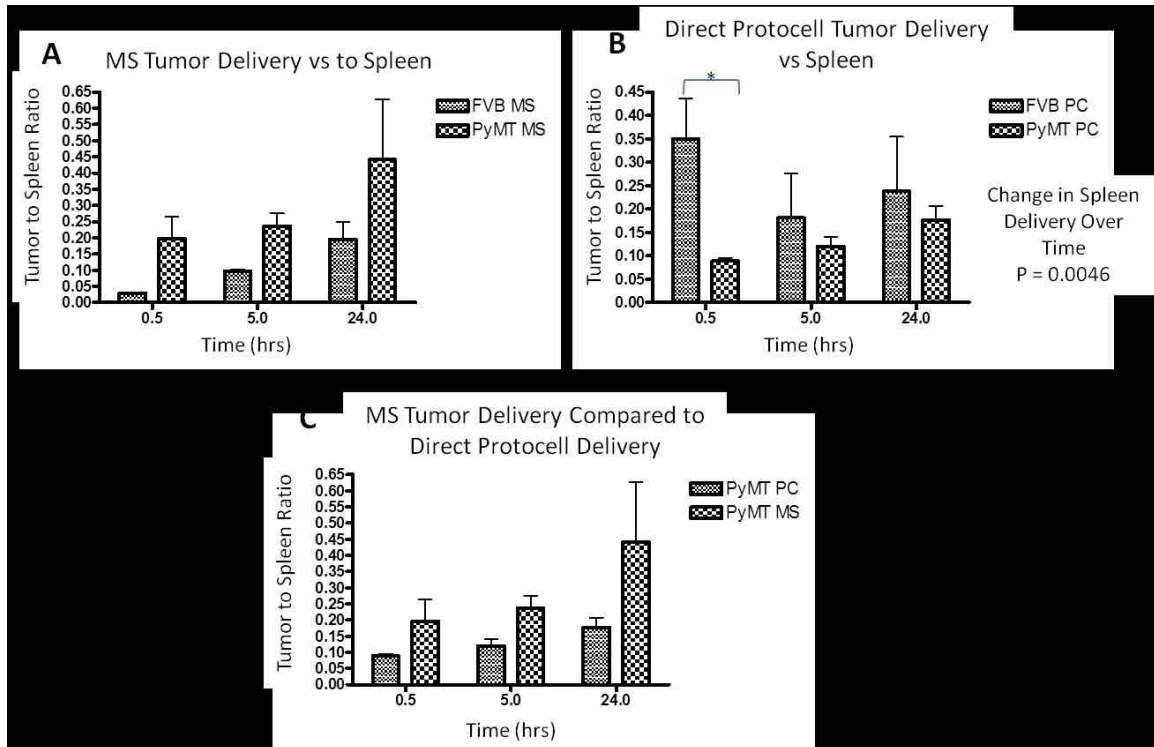 A
MS Tumor Delivery vs to Spleen
Tumor to Spleen Ratio
0.65
0.60
0.55
0.50
0.45
0.40
0.35
0.30
0.25
0.20
0.15
0.10
0.05
0.00
0.5
5.0
24.0
Time (hrs)
FVB MS
PyMT MS
B
Direct Protocell Tumor Delivery
vs Spleen
*
Tumor to Spleen Ratio
0.45
0.40
0.35
0.30
0.25
0.20
0.15
0.10
0.05
0.00
0.5
5.0
24.0
Time (hrs)
FVB PC
PyMT PC
Change in Spleen
Delivery Over
Time
P = 0.0046
C
MS Tumor Delivery Compared to
Direct Protocell Delivery
Tumor to Spleen Ratio
0.65
0.60
0.55
0.50
0.45
0.40
0.35
0.30
0.25
0.20
0.15
0.10
0.05
0.00
0.5
5.0
24.0
Time (hrs)
PyMT PC
PyMT MS